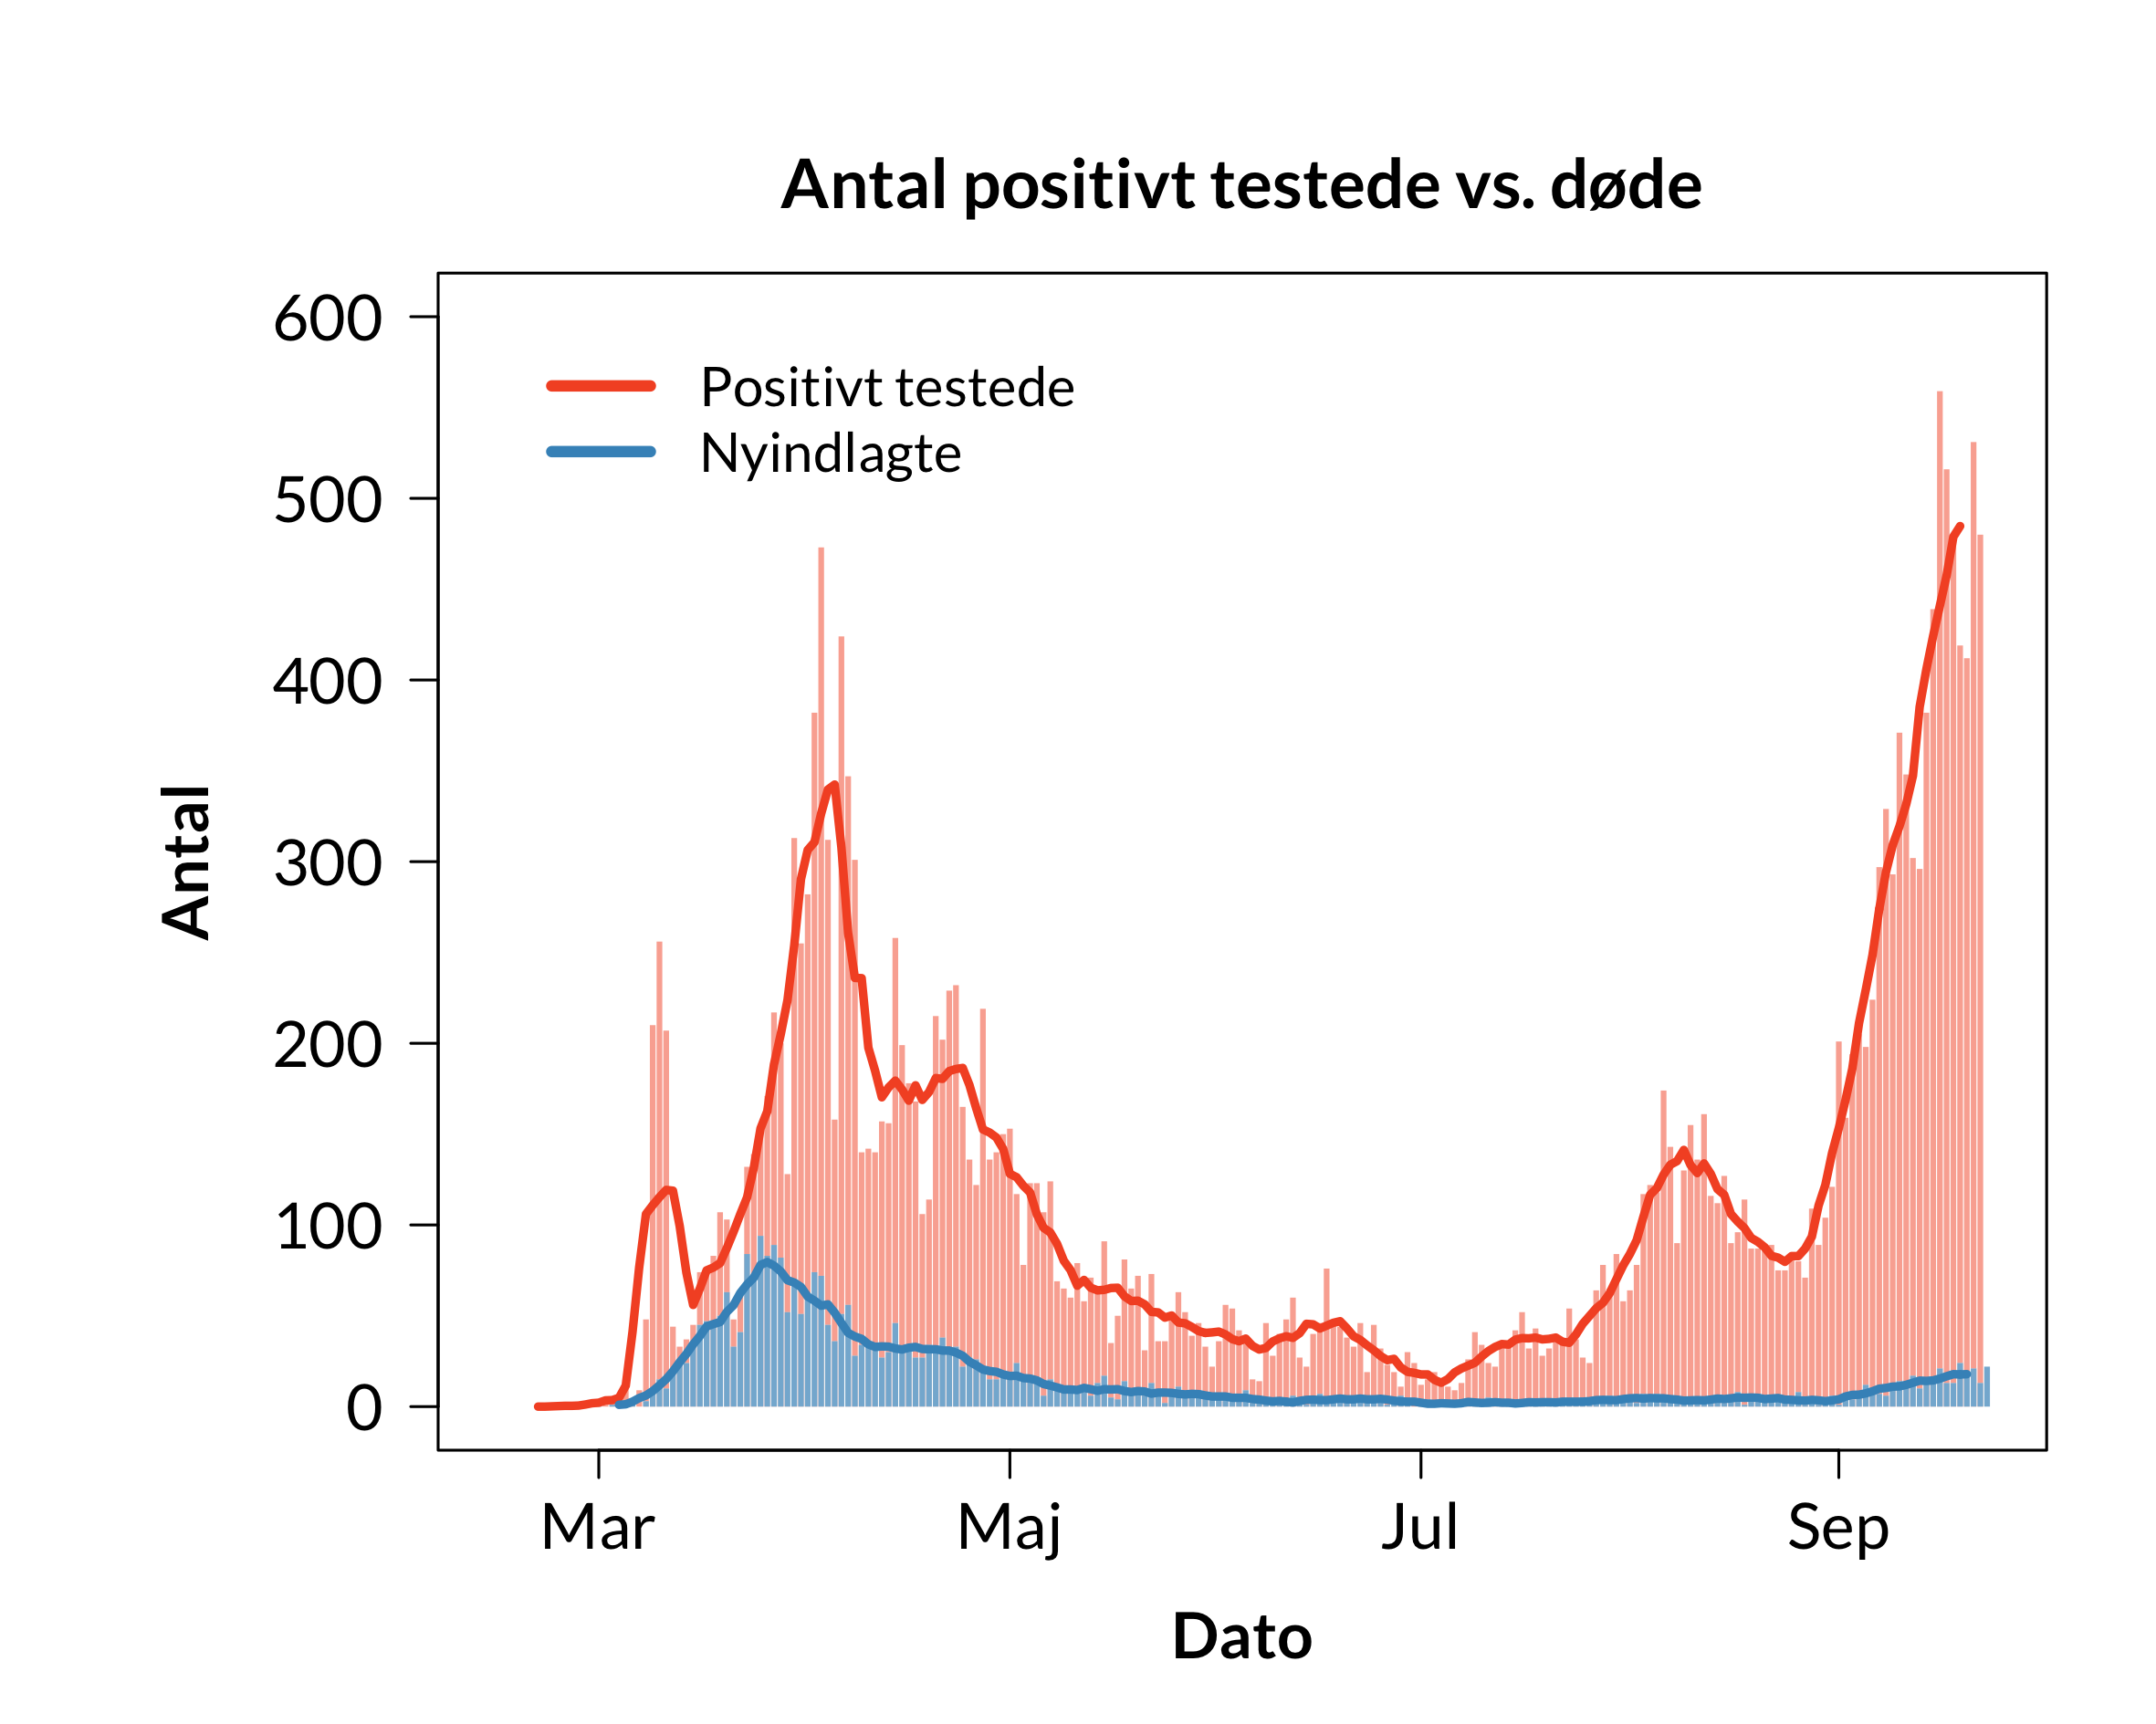 Antal positivt testede vs. døde
Positivt testede
Nyindlagte
600
500
400
300
200
100
0
Antal
Mar
Maj
Jul
Sep
Dato